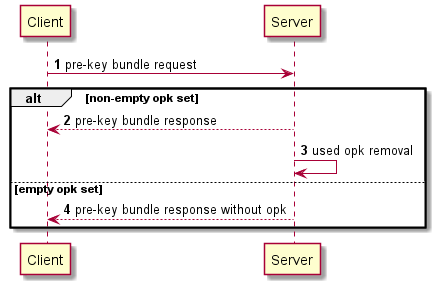 Client Server
1 pre-key bundle request
alt [non-empty opk set]
2 pre-key bundle response
3 used opk removal
[empty opk set]
4 pre-key bundle response without opk
Client Server